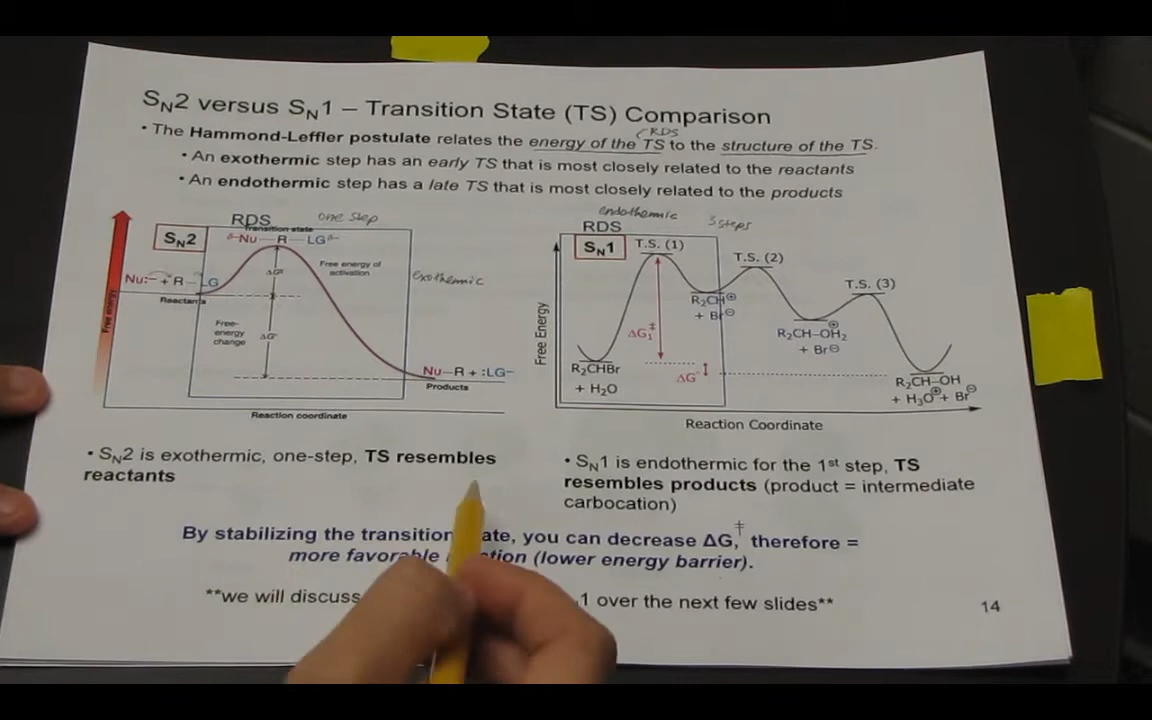 SN2 versus SN1 – Transition State (TS) Comparison
(RDS
• The Hammond-Leffler postulate relates the energy of the TS to the structure of the TS.
• An exothermic step has an early TS that is most closely related to the reactants
• An endothermic step has a late TS that is most closely related to the products
RDS one step
Transition state
SN2
δ-Nu---R---LGδ-
Free energy of
activation
ΔG‡
Nu:- + R-LG
exothermic
Reactants
Free energy
Free-
energy
change
ΔG°
Nu—R + :LG-
Products
Reaction coordinate
endothermic
3 steps
RDS
SN1
T.S. (1)
T.S. (2)
T.S. (3)
R2CH⊕
+ Br⊖
Free Energy
ΔG1‡
R2CH-OH2
⊕
+ Br⊖
R2CHBr
+ H2O
ΔG
R2CH-OH
+ H3O⊕ + Br⊖
Reaction Coordinate
• SN2 is exothermic, one-step, TS resembles
reactants
• SN1 is endothermic for the 1st step, TS
resembles products (product = intermediate
carbocation)
By stabilizing the transition ate, you can decrease ΔG,‡ therefore =
more favorable tion (lower energy barrier).
**we will discuss 1 over the next few slides**
14